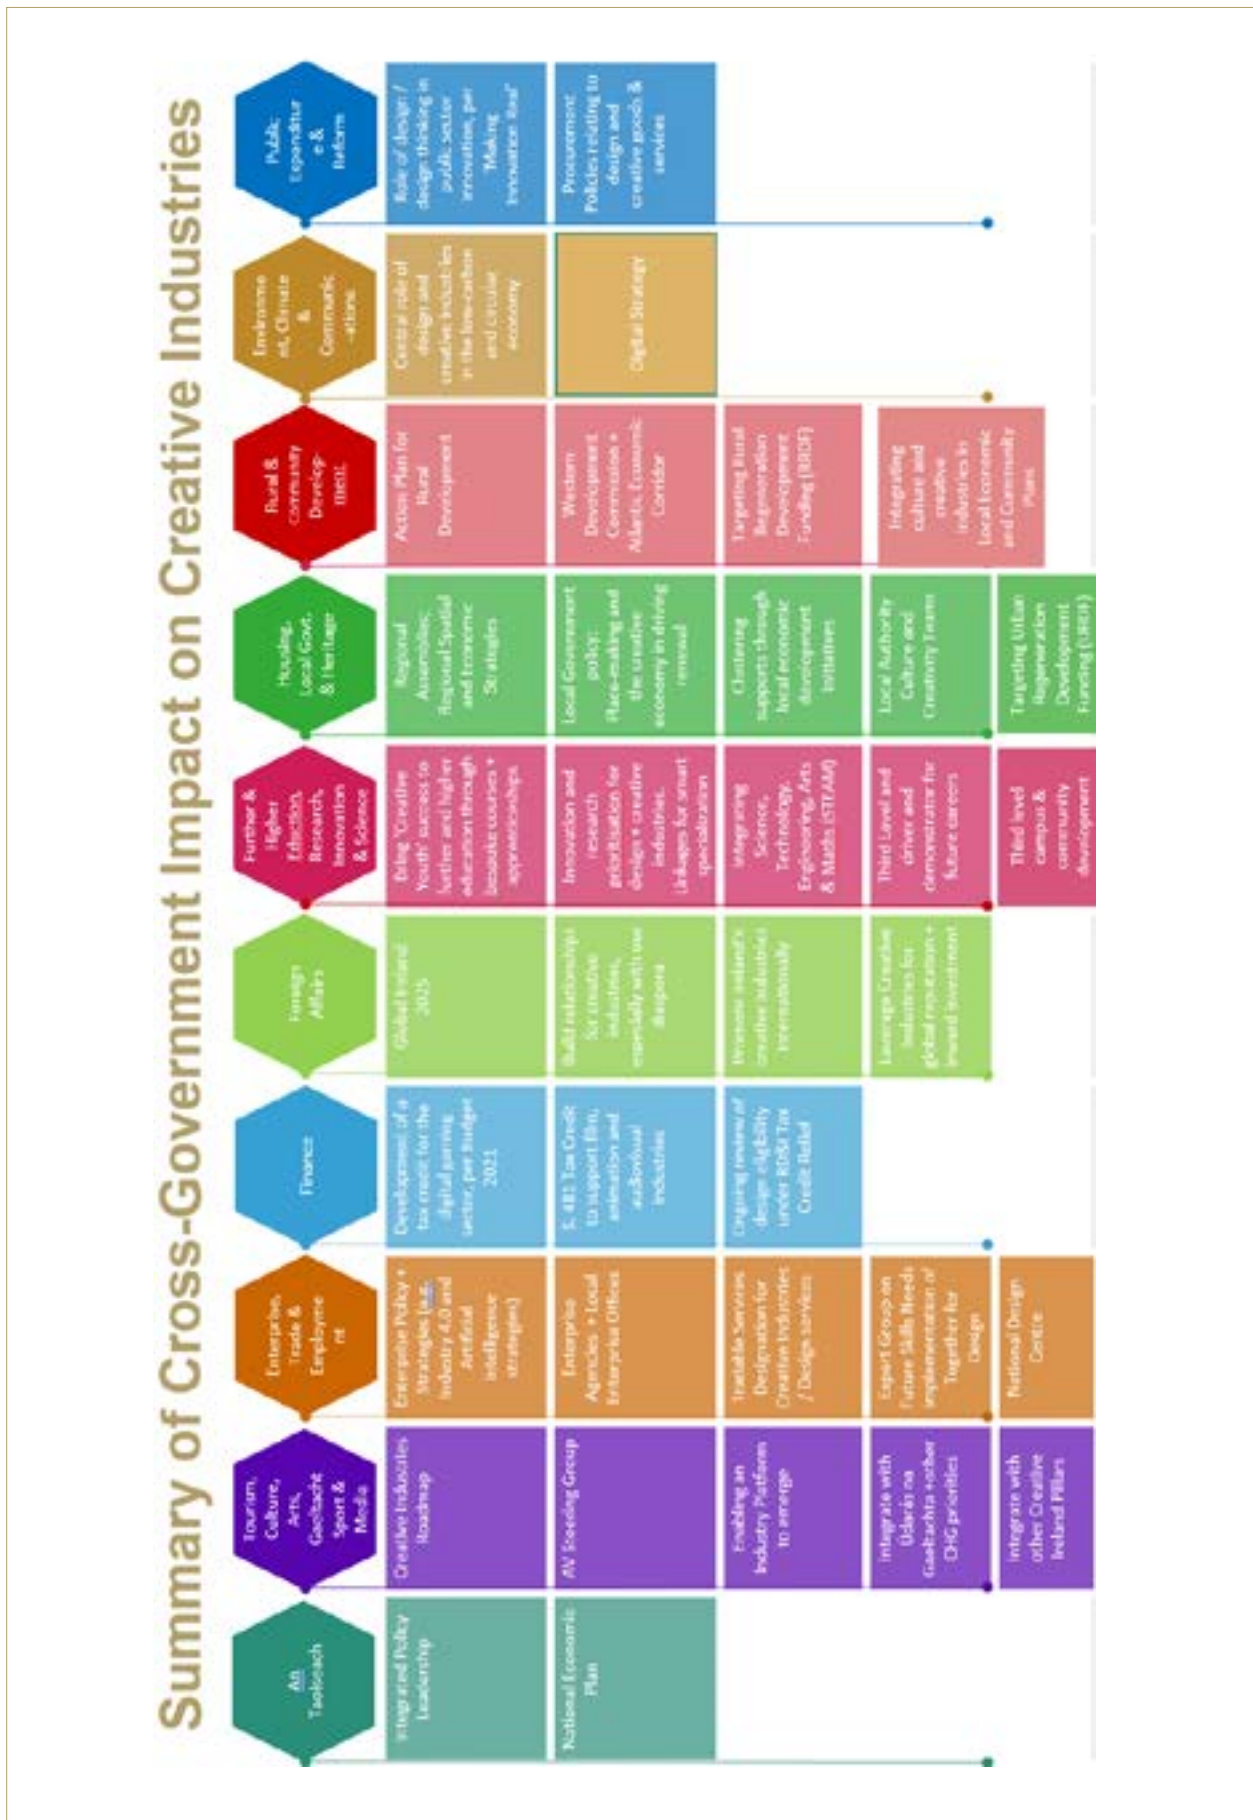 Summary of Cross-Government Impact on Creative Industries
An
Taoiseach
Integrated Policy
Leadership
National Economic
Plan
Tourism,
Culture,
Arts,
Gaeltacht
Sport &
Media
Creative Industries
Roadmap
AV Steering Group
Enabling an
Industry Platform
to emerge
Integrate with
Udarás na
Gaeltachta +other
CHG priorities
Integrate with
other Creative
Ireland Pillars
Enterprise,
Trade &
Employme
nt
Enterprise Policy +
Strategies (e.g.
Industry 4.0 and
Artificial
Intelligence
strategies)
Enterprise
Agencies + Local
Enterprise Offices
Tradable Services
Designation for
Creative Industries
/ Design services
Expert Group on
Future Skills Needs
implementation of
Together for
Design
National Design
Centre
Finance
Development of a
tax credit for the
digital gaming
sector, per Budget
2021
S. 481 Tax Credit
to support film,
animation and
audiovisual
industries
Ongoing review of
design eligibility
under RD&I Tax
Credit Relief
Foreign
Affairs
Global Ireland
2025
Build relationships
for creative
industries,
especially with
diaspora
Promote Ireland's
creative industries
internationally
Leverage Creative
Industries for
global reputation +
inward investment
Further &
Higher
Research,
Innovation
& Science
Bring 'Creative
Youth' success to
further and higher
education through
bespoke courses +
apprenticeships
Innovation and
research
prioritisation for
design + creative
industries.
Linkages for smart
specialization
Integrating
Science,
Technology,
Engineering, Arts
& Maths (STEAM)
Third Level and
driver and
demonstrator for
future careers
Third level
campus &
community
development
Housing,
Local Govt.
& Heritage
Regional
Assemblies;
Regional Spatial
and Economic
Strategies
Local Government
policy:
Place-making and
the creative
economy in driving
renewal
Clustering
supports through
local economic
development
initiatives
Local Authority
Culture and
Creativity Teams
Targeting Urban
Regeneration
Development
Funding (URDF)
Rural &
Community
Develop-
ment
Action Plan for
Rural
Development
Western
Development
Commission +
Atlantic Economic
Corridor
Targeting Rural
Regeneration
Development
Funding (RRDF)
Integrating
culture and
creative
industries in
Local Economic
and Community
Plans
Environme
nt, Climate
&
Communic
-ations
Central role of
design and
creative industries
in the low-carbon
and circular
economy
Digital Strategy
Public
Expenditur
e &
Reform
Role of design /
design thinking in
public sector
innovation, per
'Making
Innovation Real'
Procurement
Policies relating to
design and
creative goods &
services